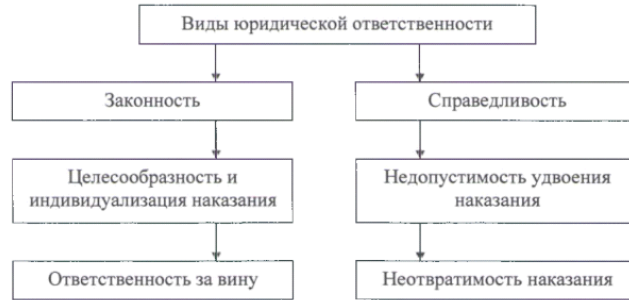 Виды юридической ответственности
Законность
Справедливость
Целесообразность и
индивидуализация наказания
Недопустимость удвоения
наказания
Ответственность за вину
Неотвратимость наказания